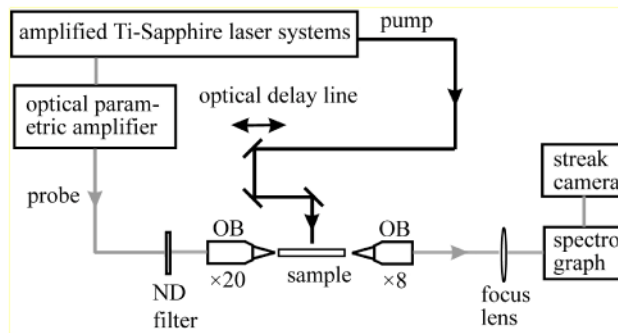 amplified Ti-Sapphire laser systems
pump
optical param-
etric amplifier
optical delay line
probe
streak
camera
OB
OB
spectro
graph
×20
sample
×8
ND
filter
focus
lens